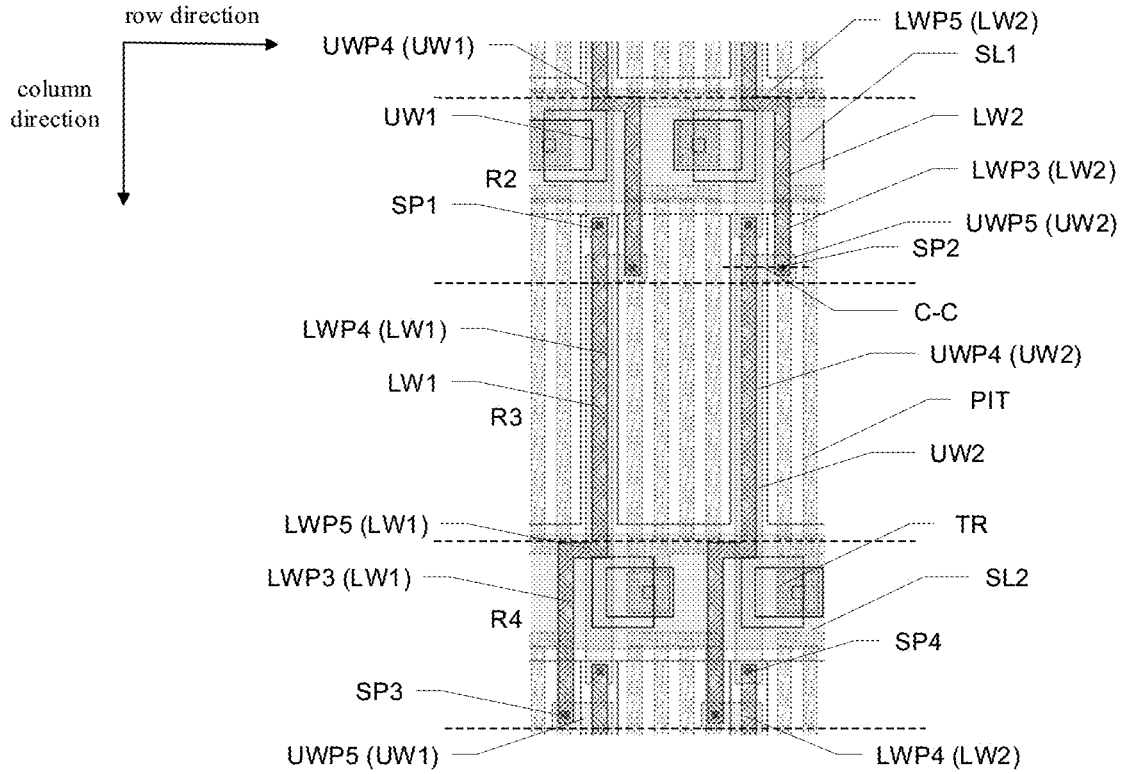 row direction
column
direction
UWP4 (UW1)
UW1
R2
SP1
LWP4 (LW1)
LW1
R3
LWP5 (LW1)
LWP3 (LW1)
R4
SP3
UWP5 (UW1)
LWP5 (LW2)
SL1
LW2
LWP3 (LW2)
UWP5 (UW2)
SP2
C-C
UWP4 (UW2)
PIT
UW2
TR
SL2
SP4
LWP4 (LW2)